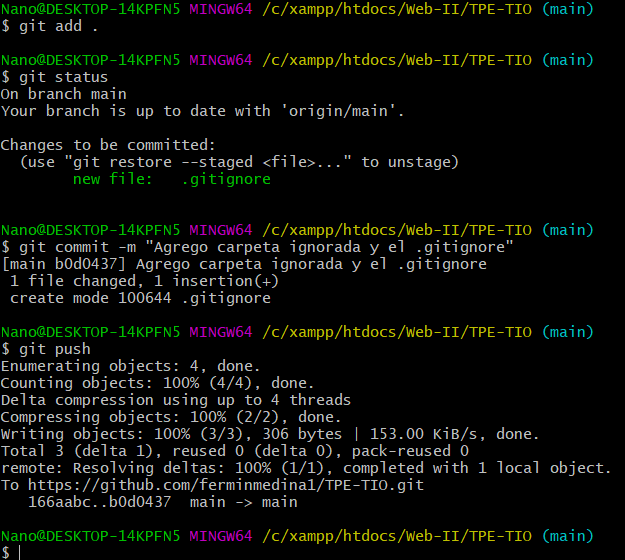 Nano@DESKTOP-14KPFN5 MINGW64 /c/xampp/htdocs/Web-II/TPE-TIO (main)
$ git add .
Nano@DESKTOP-14KPFN5 MINGW64 /c/xampp/htdocs/Web-II/TPE-TIO (main)
$ git status
On branch main
Your branch is up to date with 'origin/main'.
Changes to be committed:
  (use "git restore --staged <file>..." to unstage)
        new file:   .gitignore
Nano@DESKTOP-14KPFN5 MINGW64 /c/xampp/htdocs/Web-II/TPE-TIO (main)
$ git commit -m "Agrego carpeta ignorada y el .gitignore"
[main b0d0437] Agrego carpeta ignorada y el .gitignore
 1 file changed, 1 insertion(+)
 create mode 100644 .gitignore
Nano@DESKTOP-14KPFN5 MINGW64 /c/xampp/htdocs/Web-II/TPE-TIO (main)
$ git push
Enumerating objects: 4, done.
Counting objects: 100% (4/4), done.
Delta compression using up to 4 threads
Compressing objects: 100% (2/2), done.
Writing objects: 100% (3/3), 306 bytes | 153.00 KiB/s, done.
Total 3 (delta 1), reused 0 (delta 0), pack-reused 0
remote: Resolving deltas: 100% (1/1), completed with 1 local object.
To https://github.com/ferminmedina1/TPE-TIO.git
   166aabc..b0d0437  main -> main
Nano@DESKTOP-14KPFN5 MINGW64 /c/xampp/htdocs/Web-II/TPE-TIO (main)
$